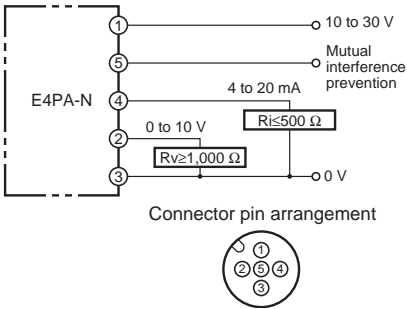 ① 10 to 30 V
⑤ Mutual
interference
prevention
E4PA-N
④ 4 to 20 mA
Ri≤500 Ω
② 0 to 10 V
Rv≥1,000 Ω
③ 0 V
Connector pin arrangement
①
② ⑤ ④
③